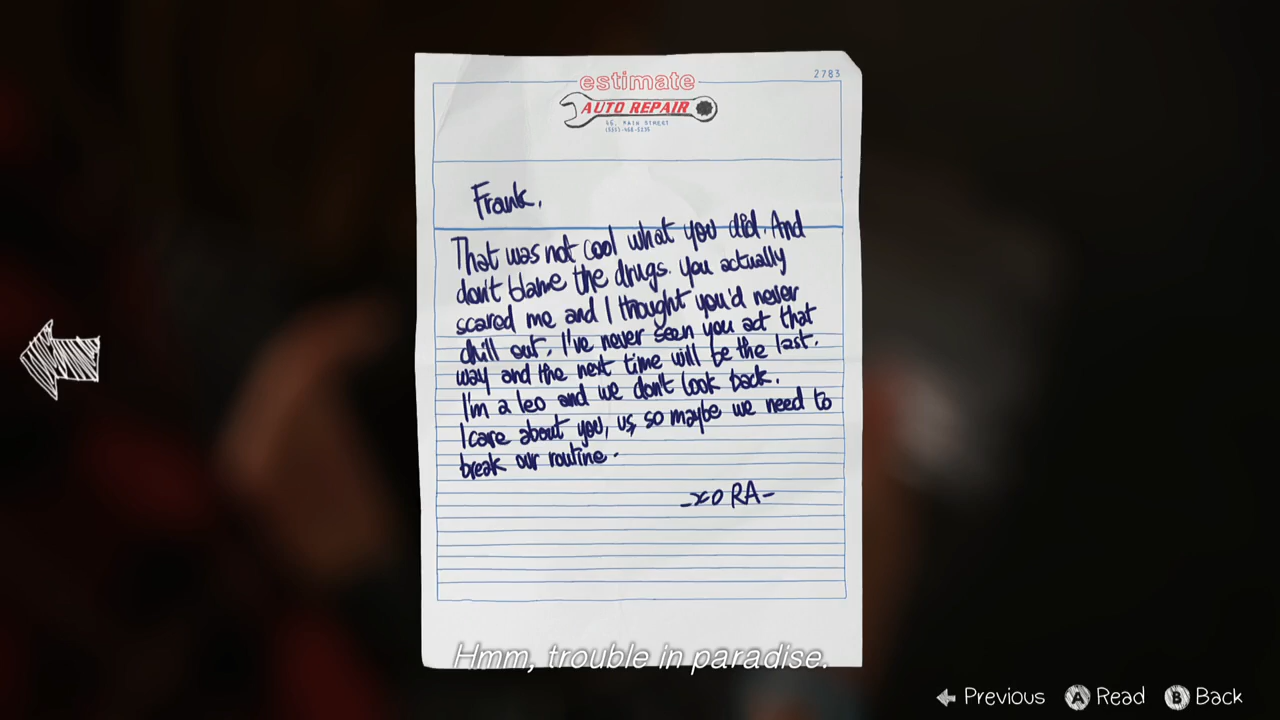 2783
estimate
AUTO REPAIR
Frank,
That was not cool what you did. And
don't blame the drugs. You actually
scared me and I thought you'd never
chill out. I've never seen you act that
way and the next time will be the last.
I'm a leo and we don't look back.
I care about you, us, so maybe we need to
break our routine.
-xo RA-
Hmm, trouble in paradise.
Previous A Read B Back